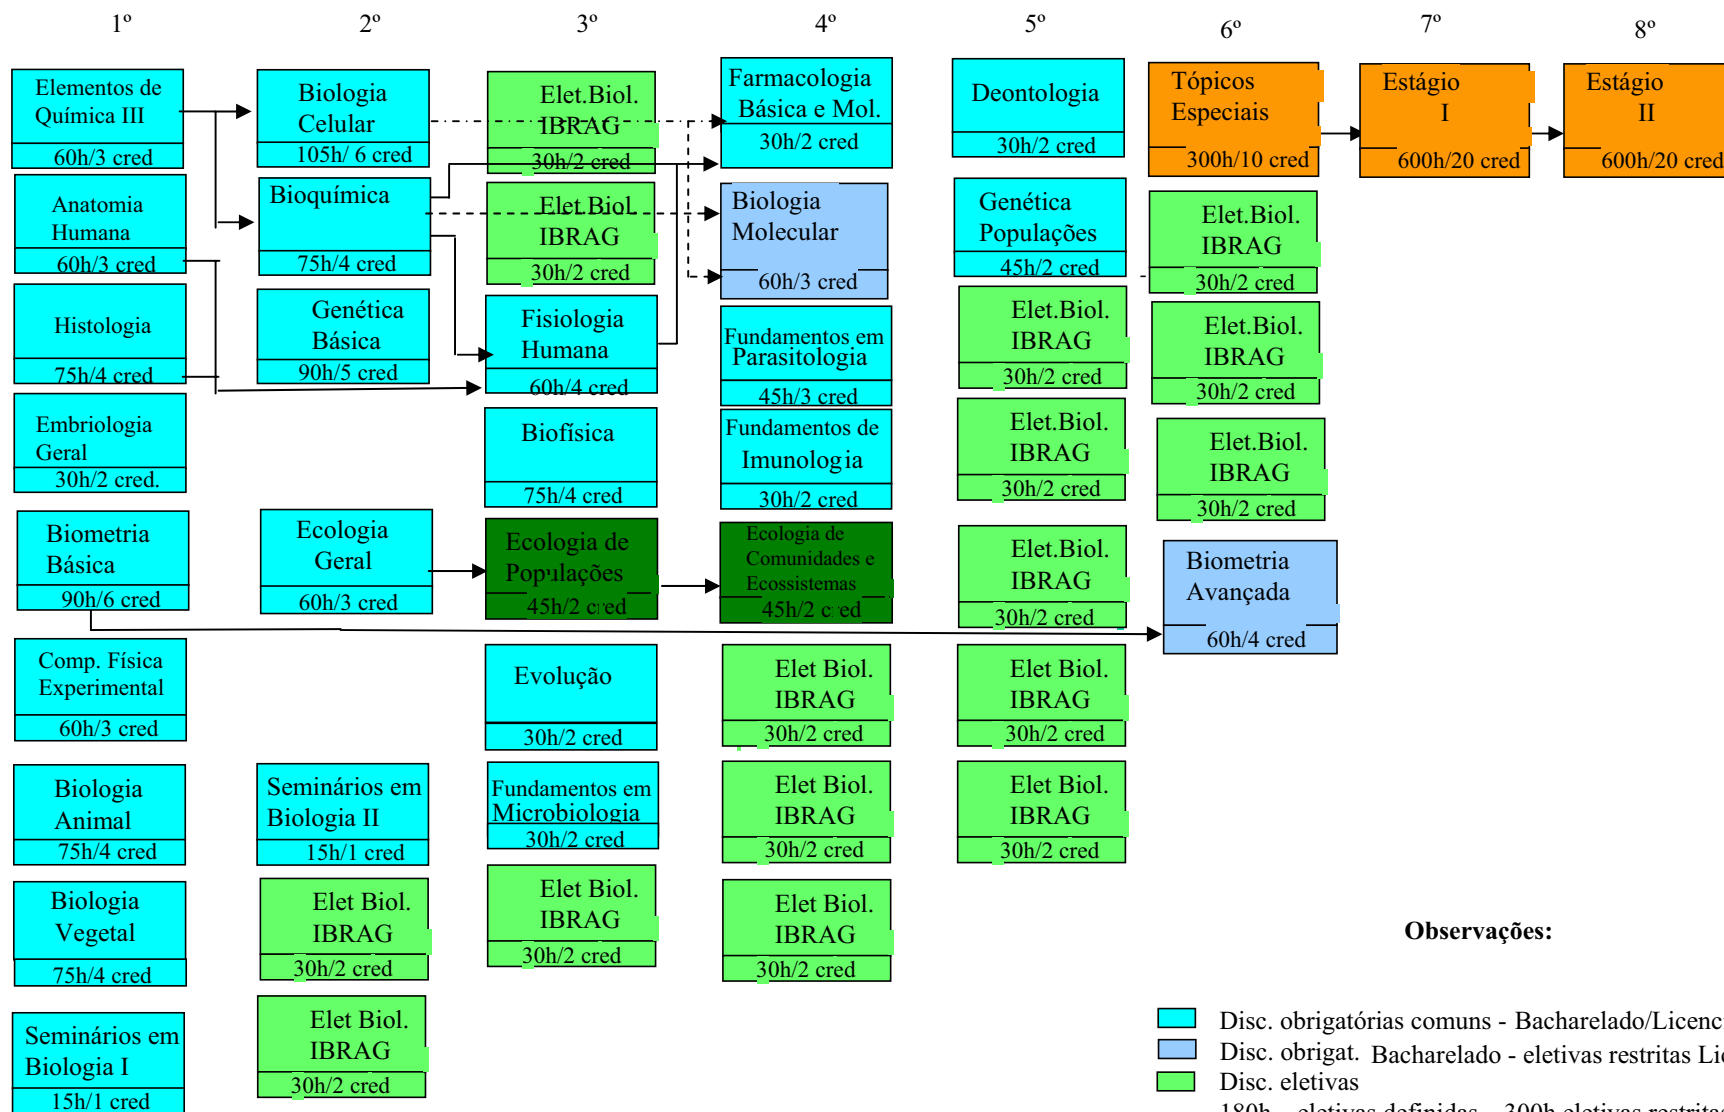 1º
2º
3º
4º
5º
6º
7º
8º
Elementos de
Química III
60h/3 cred
Anatomia
Humana
60h/3 cred
Histologia
75h/4 cred
Embriologia
Geral
30h/2 cred.
Biometria
Básica
90h/6 cred
Comp. Física
Experimental
60h/3 cred
Biologia
Animal
75h/4 cred
Biologia
Vegetal
75h/4 cred
Seminários em
Biologia I
15h/1 cred
Biologia
Celular
105h/ 6 cred
Bioquímica
75h/4 cred
Genética
Básica
90h/5 cred
Ecologia
Geral
60h/3 cred
Seminários em
Biologia II
15h/1 cred
Elet Biol.
IBRAG
30h/2 cred
Elet Biol.
IBRAG
30h/2 cred
Elet.Biol.
IBRAG
30h/2 cred
Elet.Biol.
IBRAG
30h/2 cred
Fisiologia
Humana
60h/4 cred
Biofísica
75h/4 cred
Ecologia de
Populações
45h/2 cred
Evolução
30h/2 cred
Fundamentos em
Microbiologia
30h/2 cred
Elet Biol.
IBRAG
30h/2 cred
Farmacologia
Básica e Mol.
30h/2 cred
Biologia
Molecular
60h/3 cred
Fundamentos em
Parasitologia
45h/3 cred
Fundamentos de
Imunologia
30h/2 cred
Ecologia de
Comunidades e
Ecossistemas
45h/2 cred
Elet Biol.
IBRAG
30h/2 cred
Elet Biol.
IBRAG
30h/2 cred
Elet Biol.
IBRAG
30h/2 cred
Deontologia
30h/2 cred
Genética
Populações
45h/2 cred
Elet.Biol.
IBRAG
30h/2 cred
Elet.Biol.
IBRAG
30h/2 cred
Elet.Biol.
IBRAG
30h/2 cred
Elet Biol.
IBRAG
30h/2 cred
Elet Biol.
IBRAG
30h/2 cred
Tópicos
Especiais
300h/10 cred
Elet.Biol.
IBRAG
30h/2 cred
Elet.Biol.
IBRAG
30h/2 cred
Elet.Biol.
IBRAG
30h/2 cred
Biometria
Avançada
60h/4 cred
Estágio
I
600h/20 cred
Estágio
II
600h/20 cred
Observações:
Disc. obrigatórias comuns - Bacharelado/Licenci
Disc. obrigat. Bacharelado - eletivas restritas Lic
Disc. eletivas
180h – eletivas definidas – 300h eletivas restritas